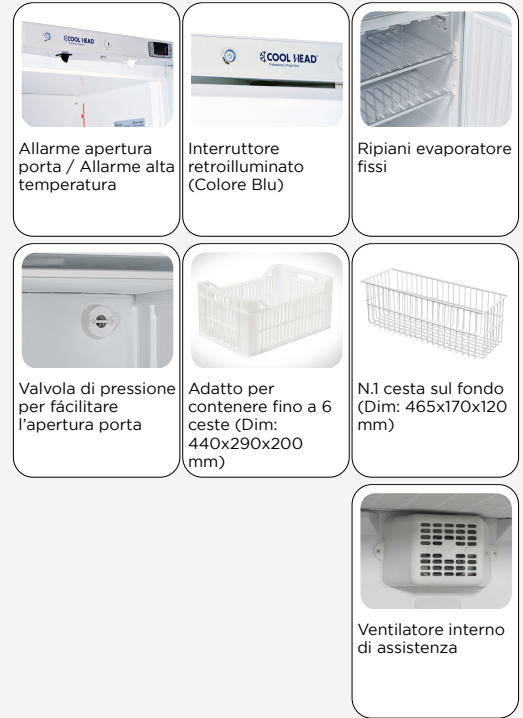 COOL HEAD
COOL HEAD
Professional Refrigeration
Allarme apertura
porta / Allarme alta
temperatura
Interruttore
retroilluminato
(Colore Blu)
Ripiani evaporatore
fissi
Valvola di pressione
per fácilitare
l'apertura porta
Adatto per
contenere fino a 6
ceste (Dim:
440x290x200
mm)
N.1 cesta sul fondo
(Dim: 465x170x120
mm)
Ventilatore interno
di assistenza